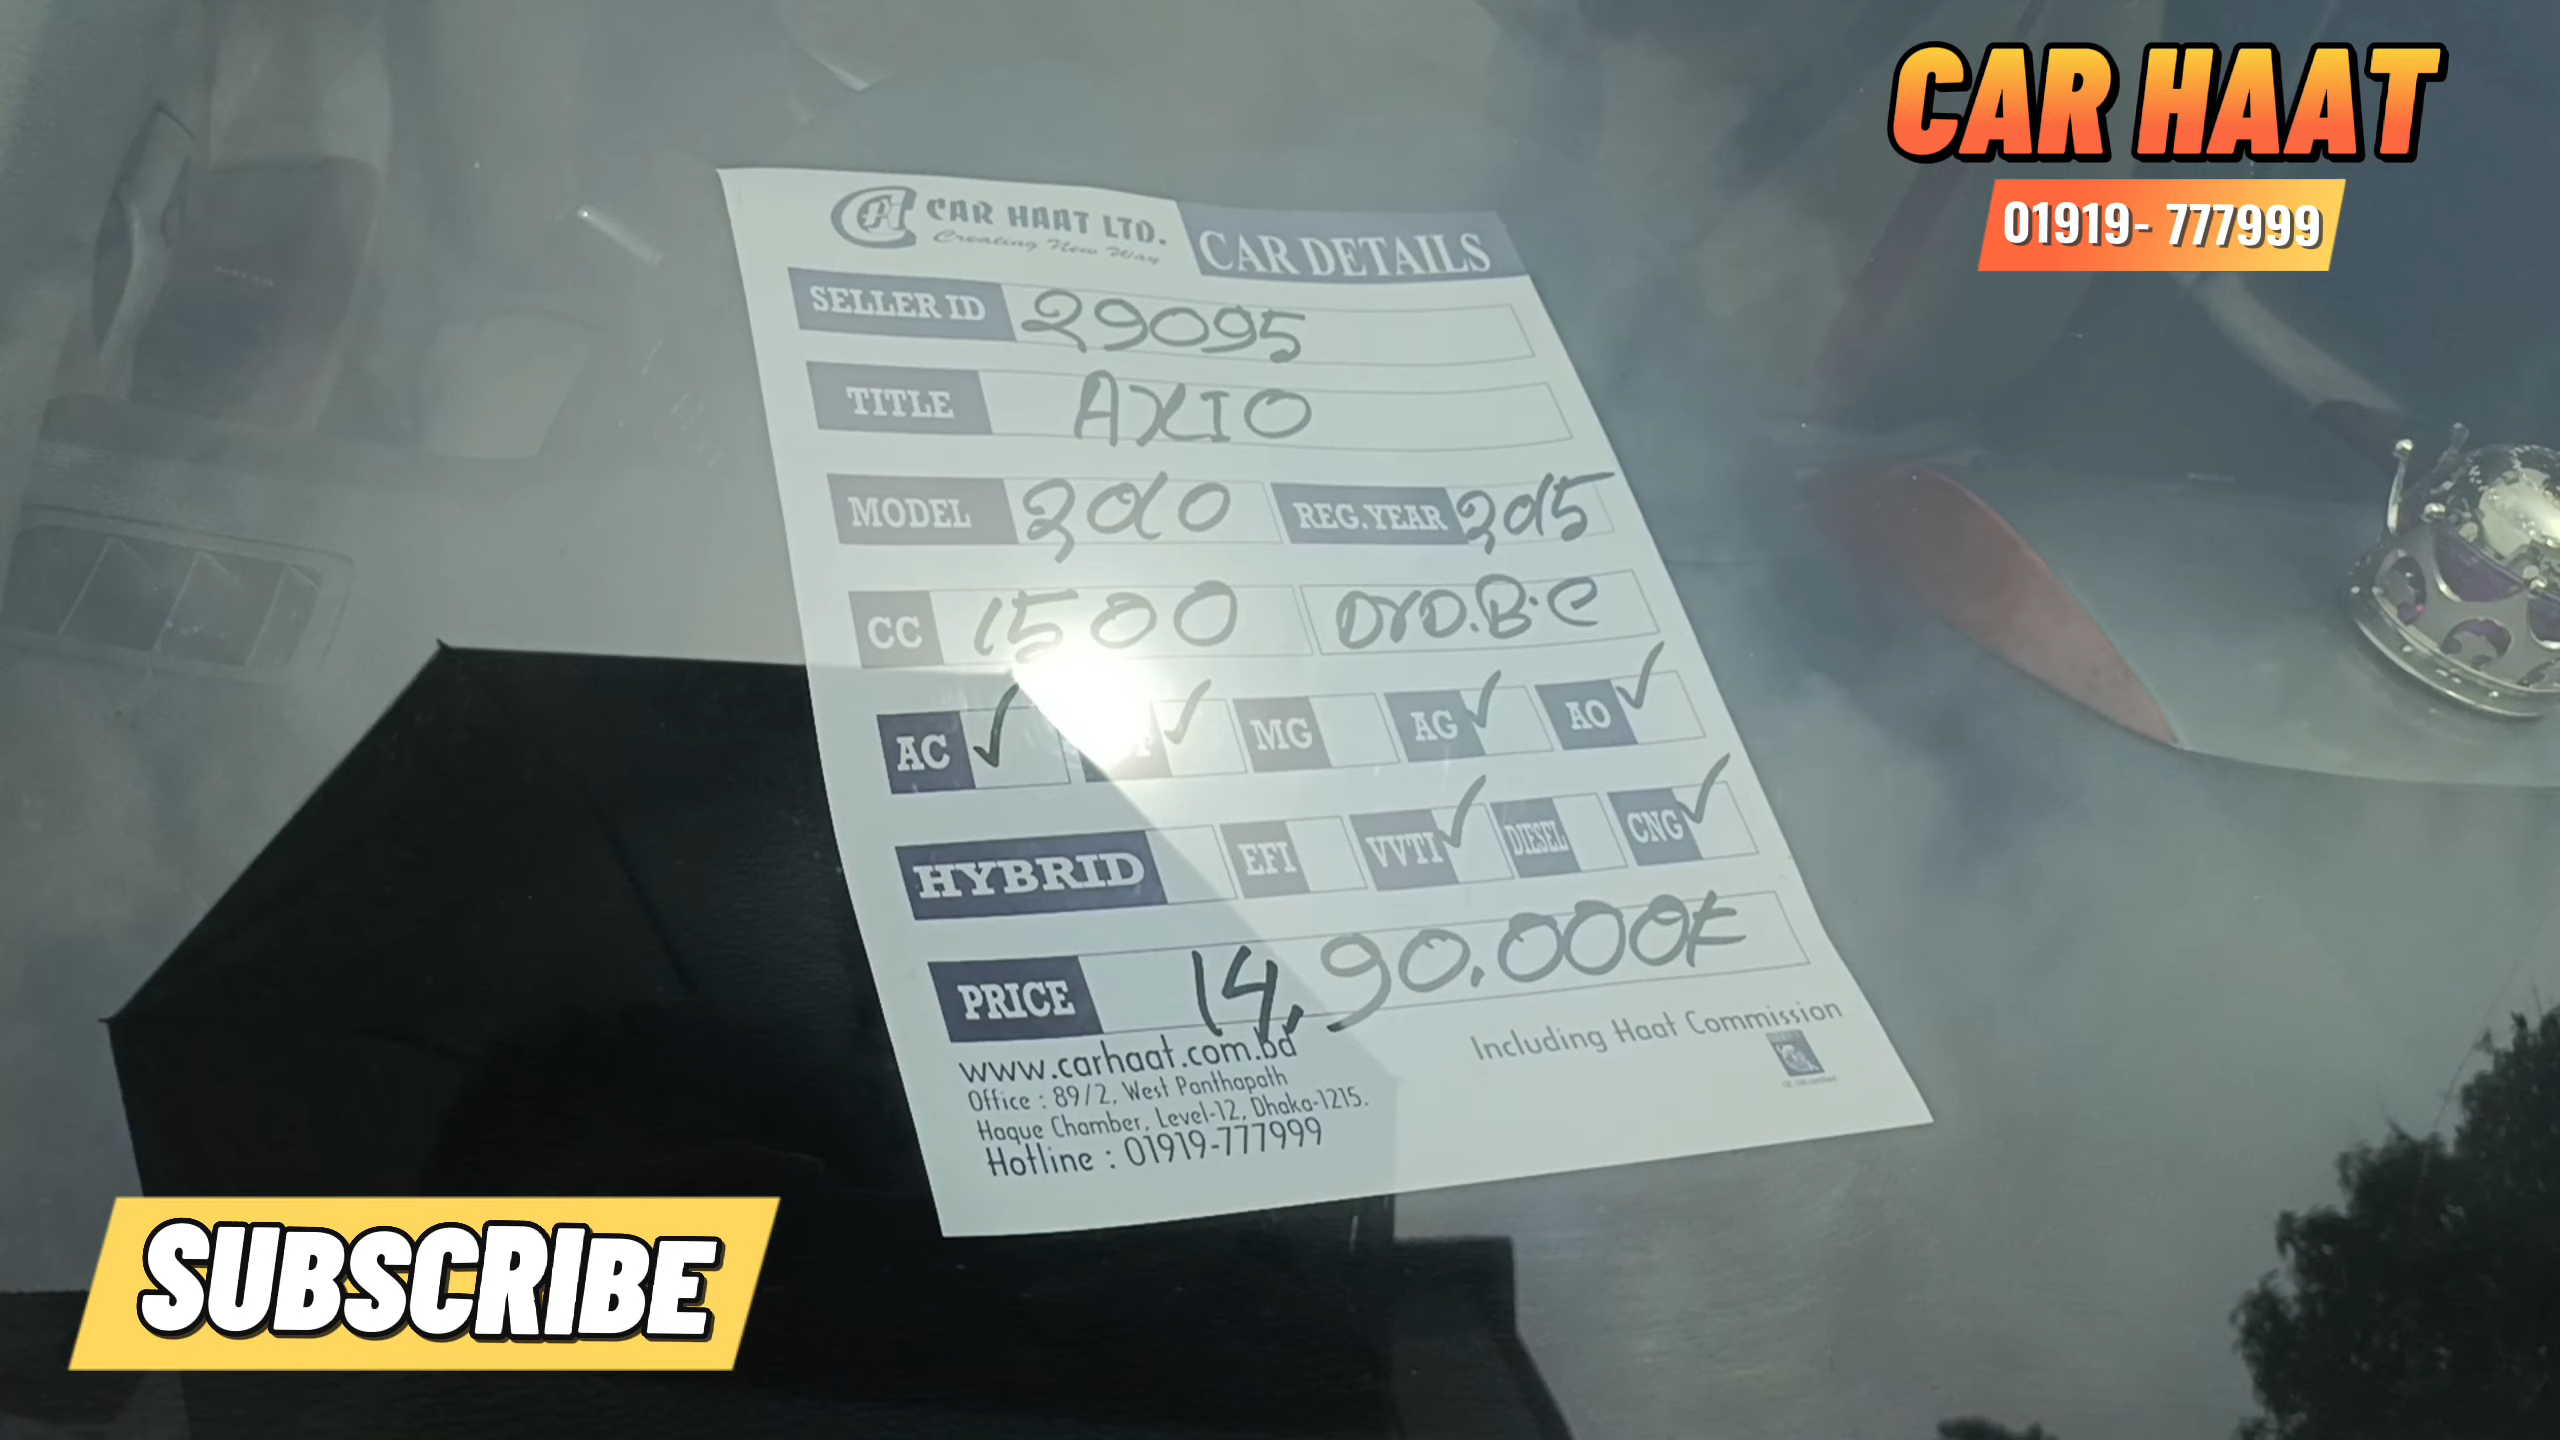 CAR HAAT
01919- 777999
CAR HAAT LTD.
Creating New Way
CAR DETAILS
SELLER ID 29095
TITLE AXIO
MODEL 2010 REG.YEAR 2015
CC 1500 OYO.B.C
AC ✓ ✓ MG AG ✓ AO ✓
HYBRID EFI VVTI ✓ DIESEL CNG ✓
PRICE 14,90,000/=
www.carhaat.com.bd Including Haat Commission
Office : 89/2, West Panthapath
Haque Chamber, Level-12, Dhaka-1215.
Hotline : 01919-777999
SUBSCRIBE